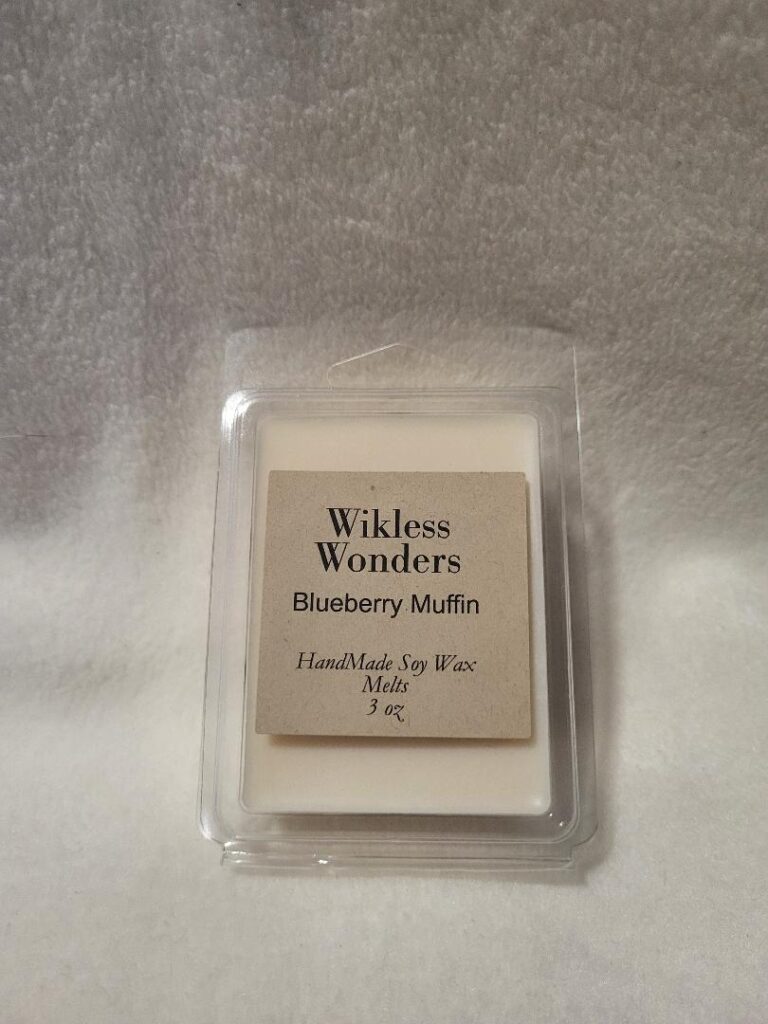 Wikless
Wonders
Blueberry Muffin
HandMade Soy Wax
Melts
3 oz